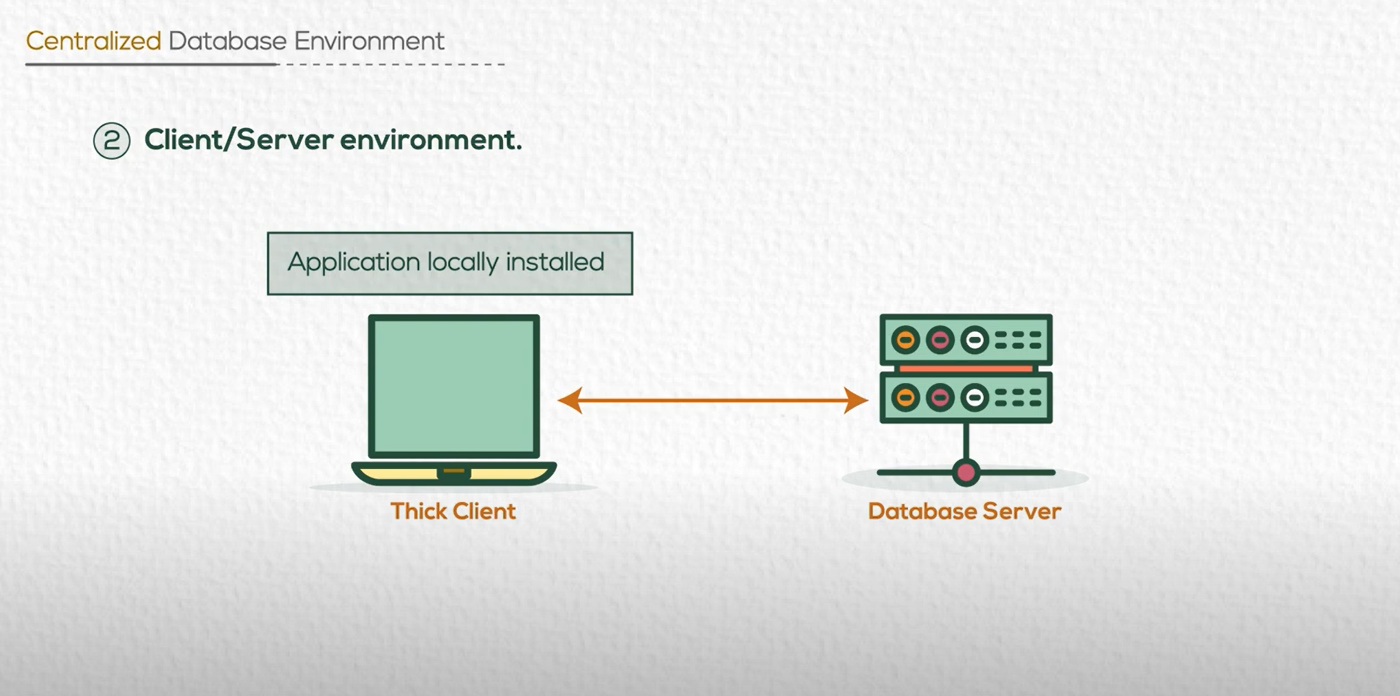 Centralized Database Environment
2 Client/Server environment.
Application locally installed
Thick Client
Database Server